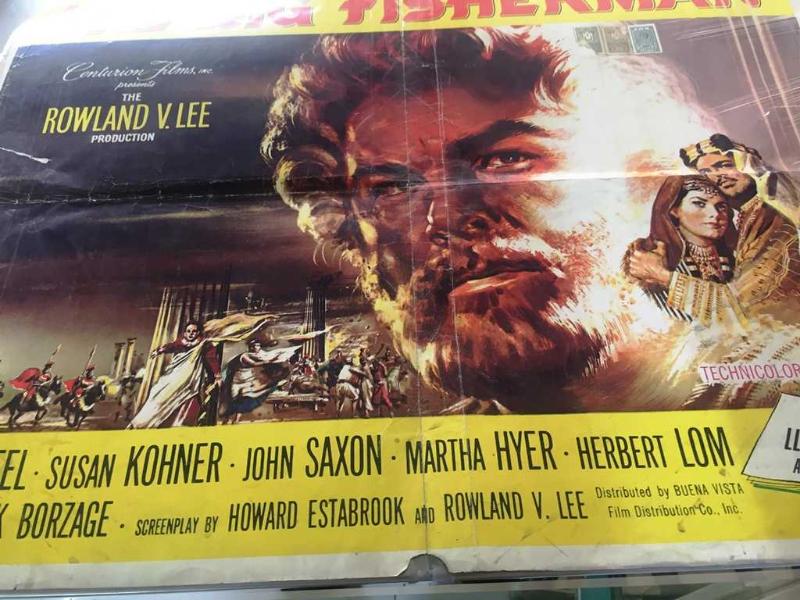 FISHERMAN
Centurion Films, INC.
presents
THE
ROWLAND V. LEE
PRODUCTION
TECHNICOLOR
EEL · SUSAN KOHNER · JOHN SAXON · MARTHA HYER · HERBERT LOM
K BORZAGE · SCREENPLAY BY HOWARD ESTABROOK AND ROWLAND V. LEE
Distributed by BUENA VISTA
Film Distribution Co., Inc.